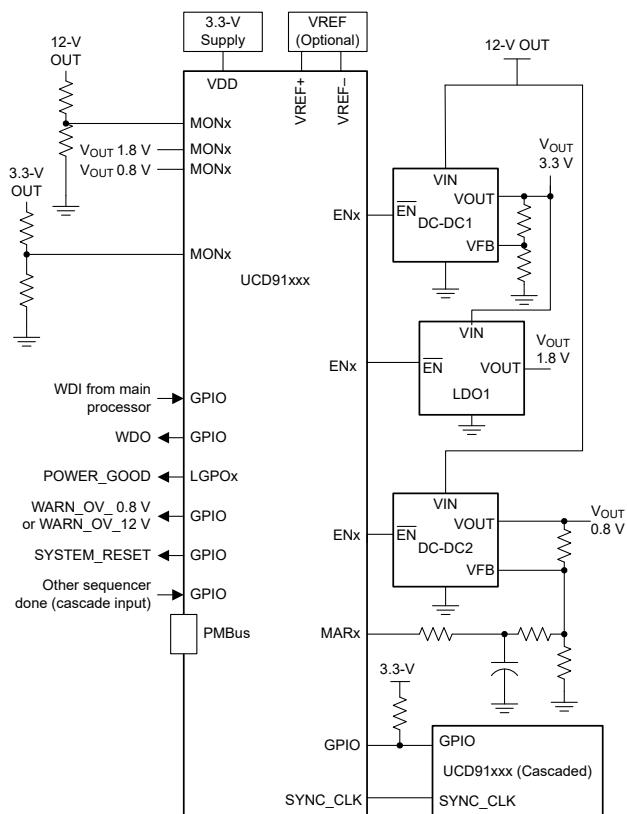 3.3-V
Supply
VREF
(Optional)
12-V
OUT
12-V OUT
VDD
VREF+
VREF–
MONx
VOUT 1.8 V
MONx
VOUT 0.8 V
MONx
3.3-V
OUT
MONx
UCD91xxx
VOUT
3.3 V
VIN
VOUT
ENx
EN
DC-DC1
VFB
VIN
ENx
EN
VOUT
LDO1
VOUT
1.8 V
WDI from main
processor
GPIO
WDO
GPIO
POWER_GOOD
LGPOx
WARN_OV_ 0.8 V
or WARN_OV_12 V
GPIO
SYSTEM_RESET
GPIO
Other sequencer
done (cascade input)
GPIO
PMBus
VIN
VOUT
ENx
EN
DC-DC2
VFB
VOUT
0.8 V
MARx
3.3-V
GPIO
GPIO
UCD91xxx (Cascaded)
SYNC_CLK
SYNC_CLK